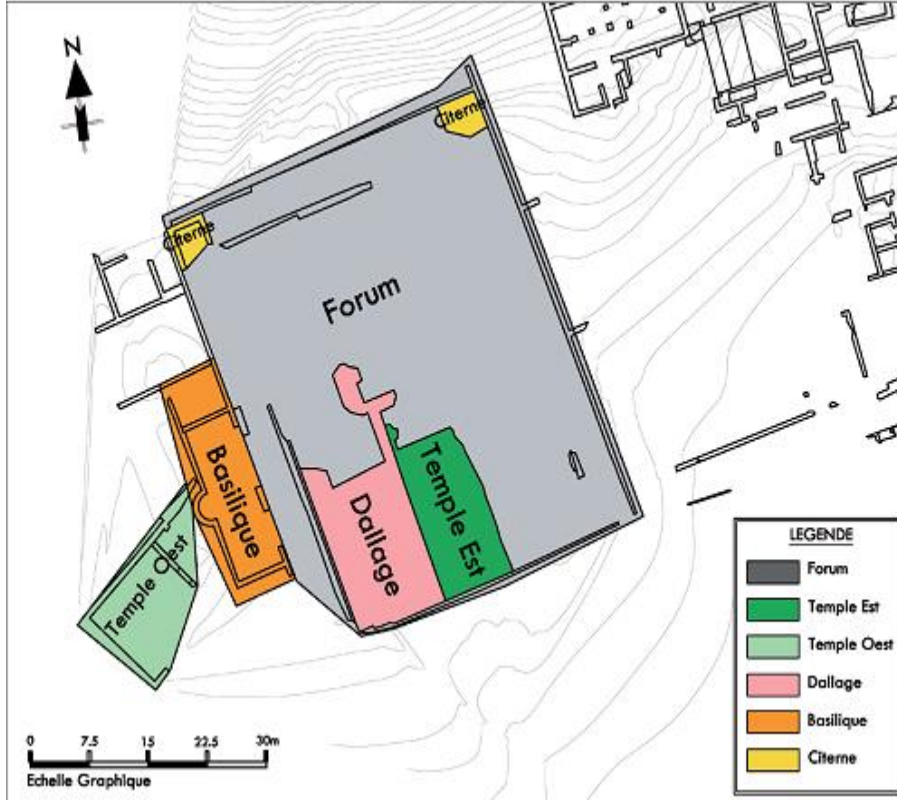 N
Citerne
Citerne
Forum
Basilique
Temple Est
Dallage
Temple Oest
LEGENDE
Forum
Temple Est
Temple Oest
Dallage
Basilique
Citerne
0 7.5 15 22.5 30m
Echelle Graphique